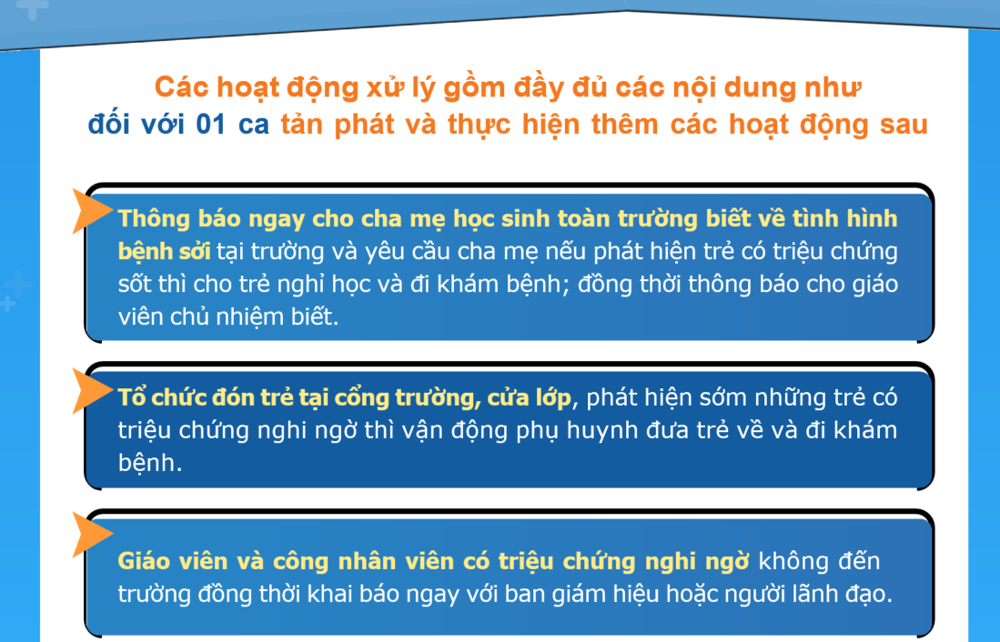 Các hoạt động xử lý gồm đầy đủ các nội dung như
đối với 01 ca tản phát và thực hiện thêm các hoạt động sau
Thông báo ngay cho cha mẹ học sinh toàn trường biết về tình hình
bệnh sởi tại trường và yêu cầu cha mẹ nếu phát hiện trẻ có triệu chứng
sốt thì cho trẻ nghỉ học và đi khám bệnh; đồng thời thông báo cho giáo
viên chủ nhiệm biết.
Tổ chức đón trẻ tại cổng trường, cửa lớp, phát hiện sớm những trẻ có
triệu chứng nghi ngờ thì vận động phụ huynh đưa trẻ về và đi khám
bệnh.
Giáo viên và công nhân viên có triệu chứng nghi ngờ không đến
trường đồng thời khai báo ngay với ban giám hiệu hoặc người lãnh đạo.